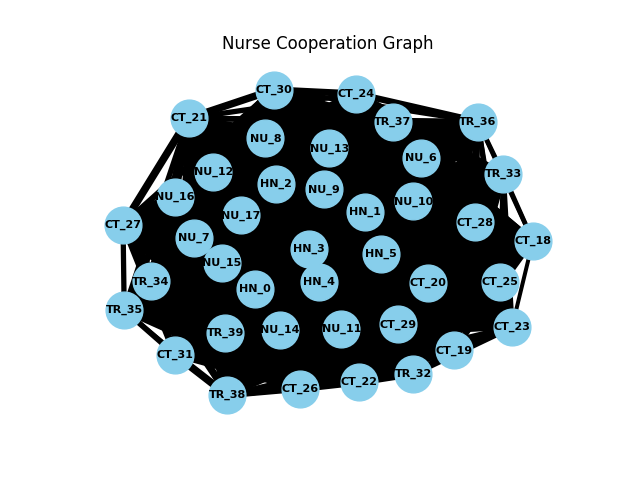 Nurse Cooperation Graph
CT_30
CT_24
CT_21
TR_37
TR_36
NU_8
NU_13
NU_6
NU_12
TR_33
HN_2
NU_9
NU_16
NU_10
HN_1
NU_17
CT_28
CT_27
NU_7
CT_18
HN_3
HN_5
NU_15
TR_34
HN_4
CT_20
CT_25
HN_0
TR_35
CT_29
CT_23
TR_39
NU_14
NU_11
CT_19
CT_31
TR_32
CT_22
CT_26
TR_38